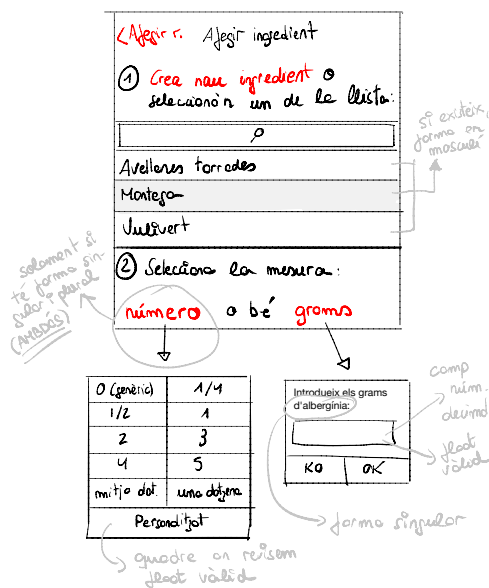 < Afegir r. Afegir ingredient
1 Crea nou ingredient o
selecciona'n un de la llista:
Avellanes torrades
Mantega
Julivert
si existeix,
forma en
masculí
2 Selecciona la mesura:
número o bé grams
solament si
té forma sin-
gular i plural
(AMBDÓS)
0 (genèric) 1/4
1/2 1
2 3
4 5
mitja dot. una dotzena
Personalitzat
quadre on revisem
float vàlid
Introdueix els grams
d'albergínia:
KO OK
camp
núm.
decimal
float
vàlid
forma singular